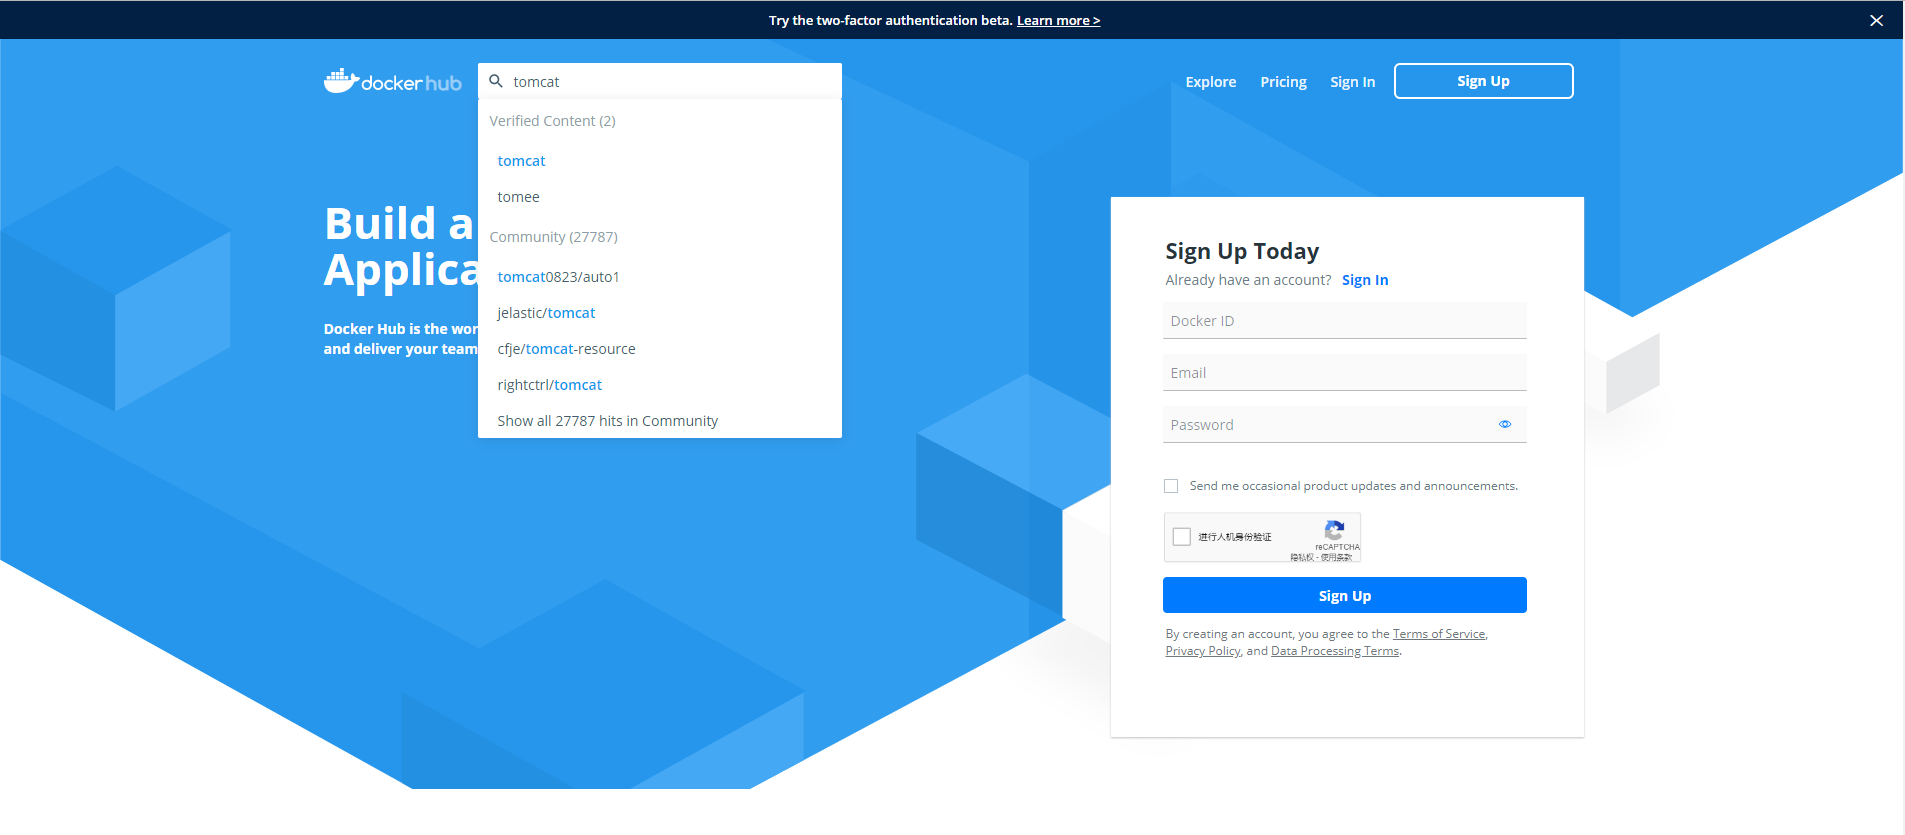 Try the two-factor authentication beta. Learn more >
docker hub
tomcat
Explore
Pricing
Sign In
Sign Up
Verified Content (2)
tomcat
tomee
Community (27787)
tomcat0823/auto1
jelastic/tomcat
cfje/tomcat-resource
rightctrl/tomcat
Show all 27787 hits in Community
Build a
Applica
Docker Hub is the wor
and deliver your team
Sign Up Today
Already have an account? Sign In
Docker ID
Email
Password
Send me occasional product updates and announcements.
进行人机身份验证
reCAPTCHA
隐私权 - 使用条款
Sign Up
By creating an account, you agree to the Terms of Service,
Privacy Policy, and Data Processing Terms.